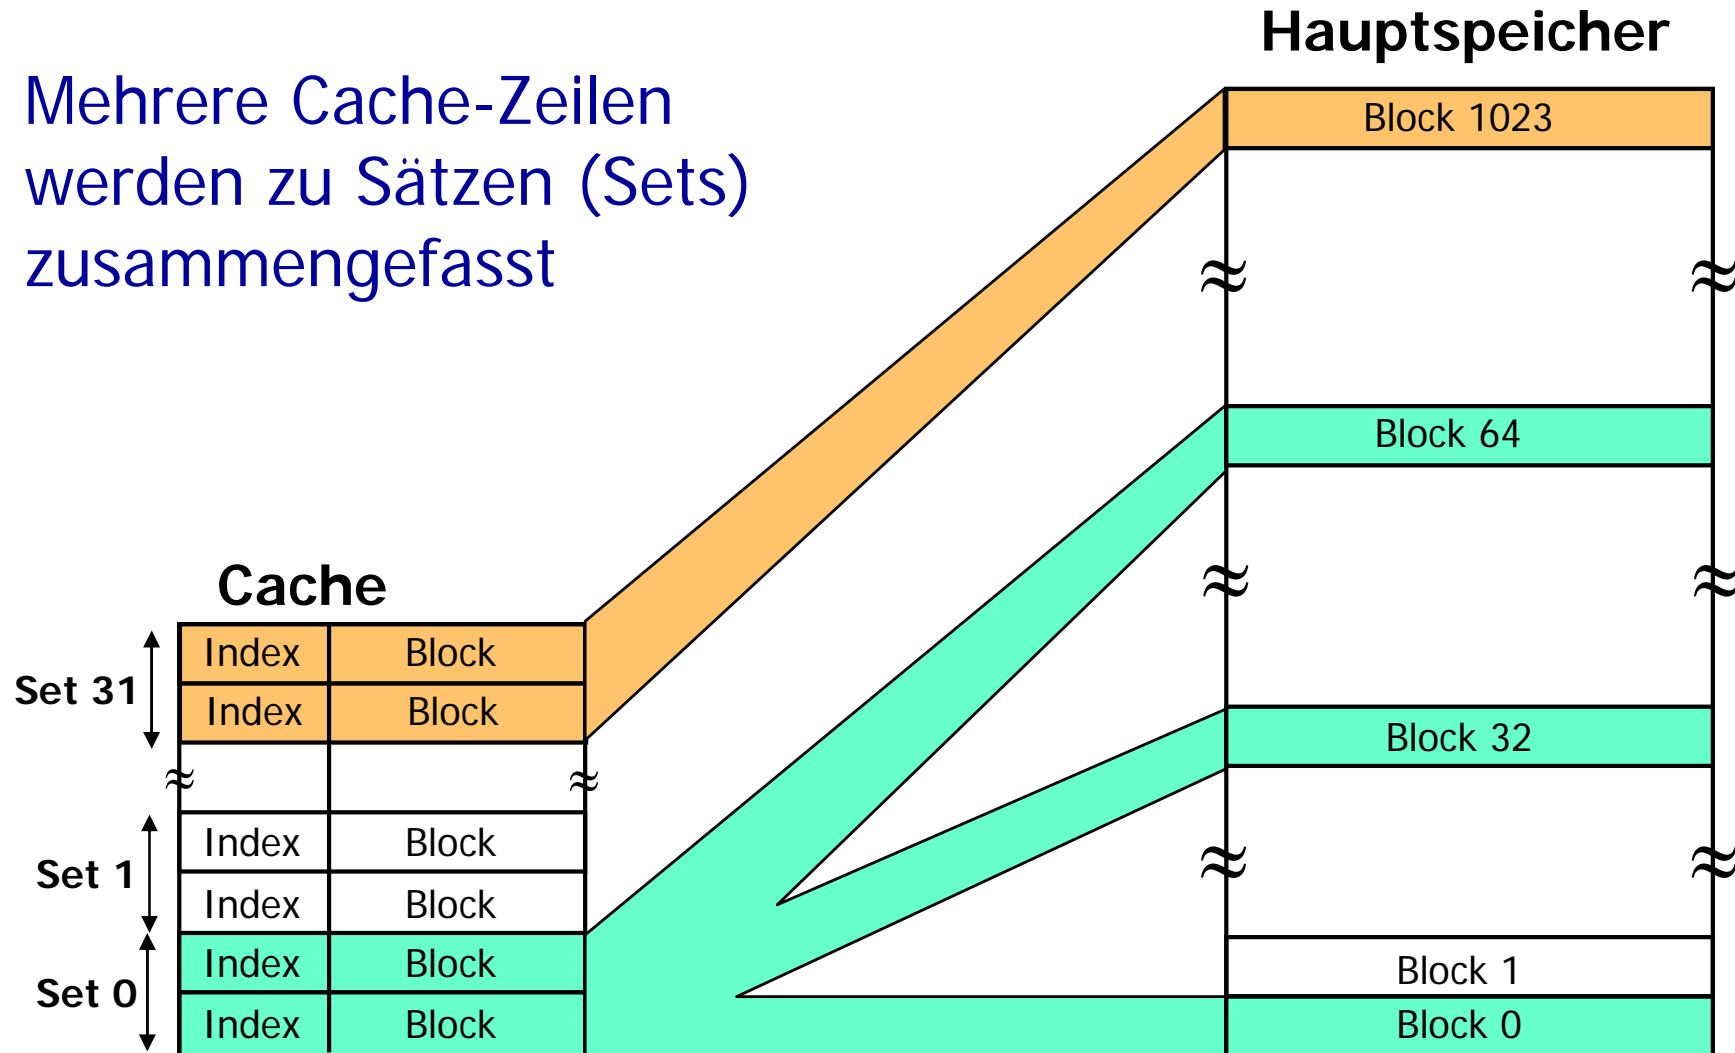 Hauptspeicher
Mehrere Cache-Zeilen
werden zu Sätzen (Sets)
zusammengefasst
Block 1023
≈ ≈
Block 64
≈ ≈
Block 32
≈ ≈
Block 1
Block 0
Cache
Set 31
Index Block
Index Block
≈ ≈
Set 1
Index Block
Index Block
Set 0
Index Block
Index Block